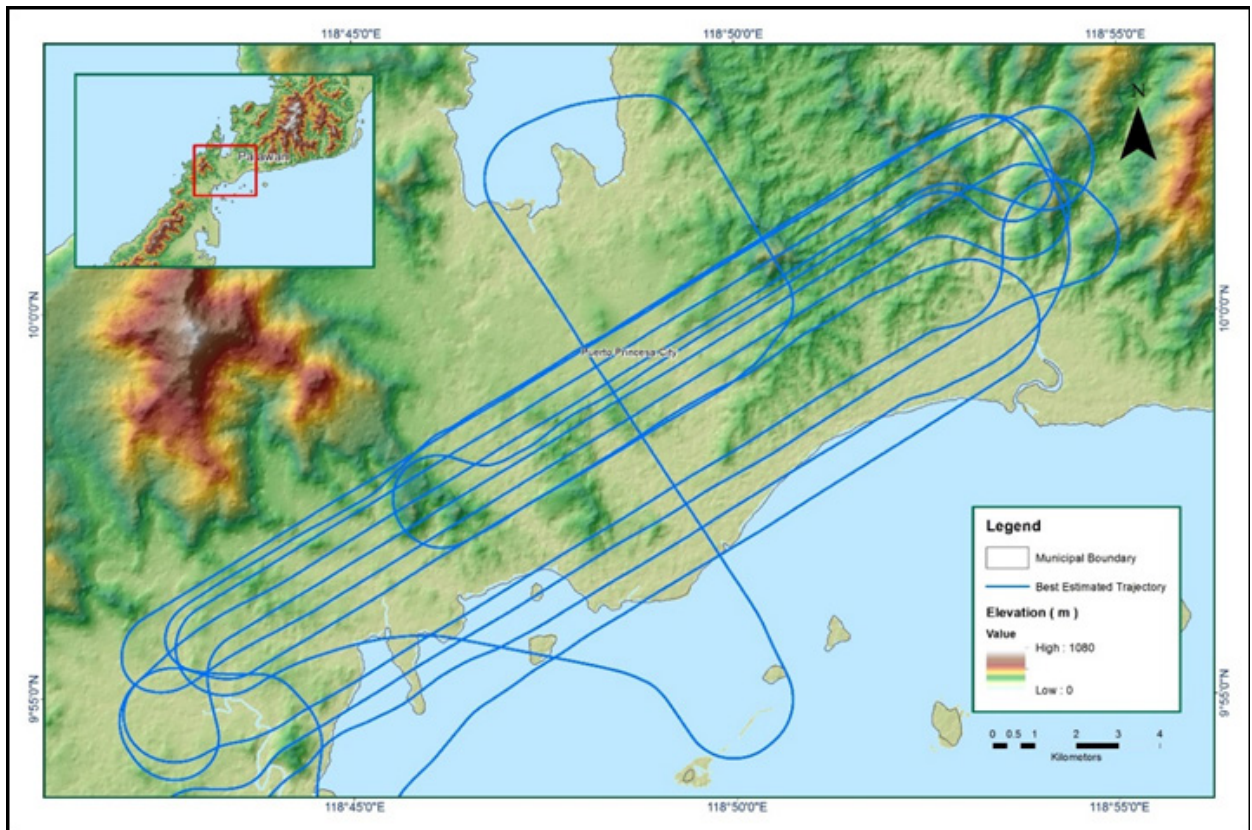 118°45'0"E 118°50'0"E 118°55'0"E
N
Palawan
10°0'0"N 10°0'0"N
Puerto Princesa City
Legend
Municipal Boundary
Best Estimated Trajectory
Elevation ( m )
Value
High : 1080
Low : 0
9°55'0"N 9°55'0"N
0 0.5 1 2 3 4
Kilometers
118°45'0"E 118°50'0"E 118°55'0"E